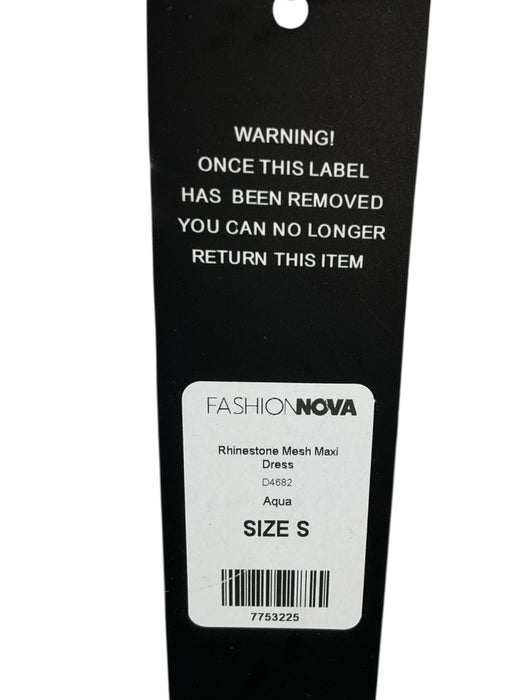 WARNING!
ONCE THIS LABEL
HAS BEEN REMOVED
YOU CAN NO LONGER
RETURN THIS ITEM
FASHIONNOVA
Rhinestone Mesh Maxi
Dress
D4682
Aqua
SIZE S
7753225